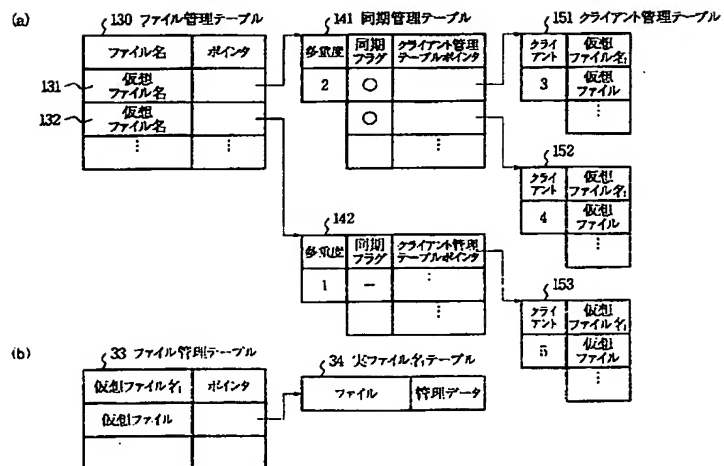 (a)
130 ファイル管理テーブル
ファイル名 ポインタ
131
仮想
ファイル名
132
仮想
ファイル名
⋮ ⋮
141 同期管理テーブル
多重度 同期フラグ クライアント管理テーブルポインタ
2 ○
○
⋮ ⋮
151 クライアント管理テーブル
クライアント 仮想ファイル名
3 仮想ファイル
⋮
152
クライアント 仮想ファイル名
4 仮想ファイル
⋮
142
多重度 同期フラグ クライアント管理テーブルポインタ
1 − ⋮
⋮
153
クライアント 仮想ファイル名
5 仮想ファイル
⋮
(b)
33 ファイル管理テーブル
仮想ファイル名 ポインタ
仮想ファイル
34 実ファイル名テーブル
ファイル 管理データ